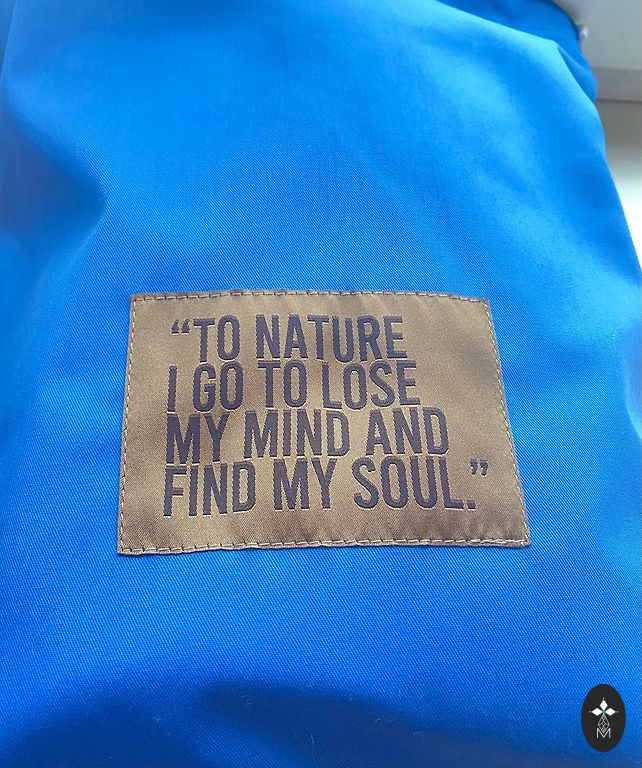 “TO NATURE
I GO TO LOSE
MY MIND AND
FIND MY SOUL.”